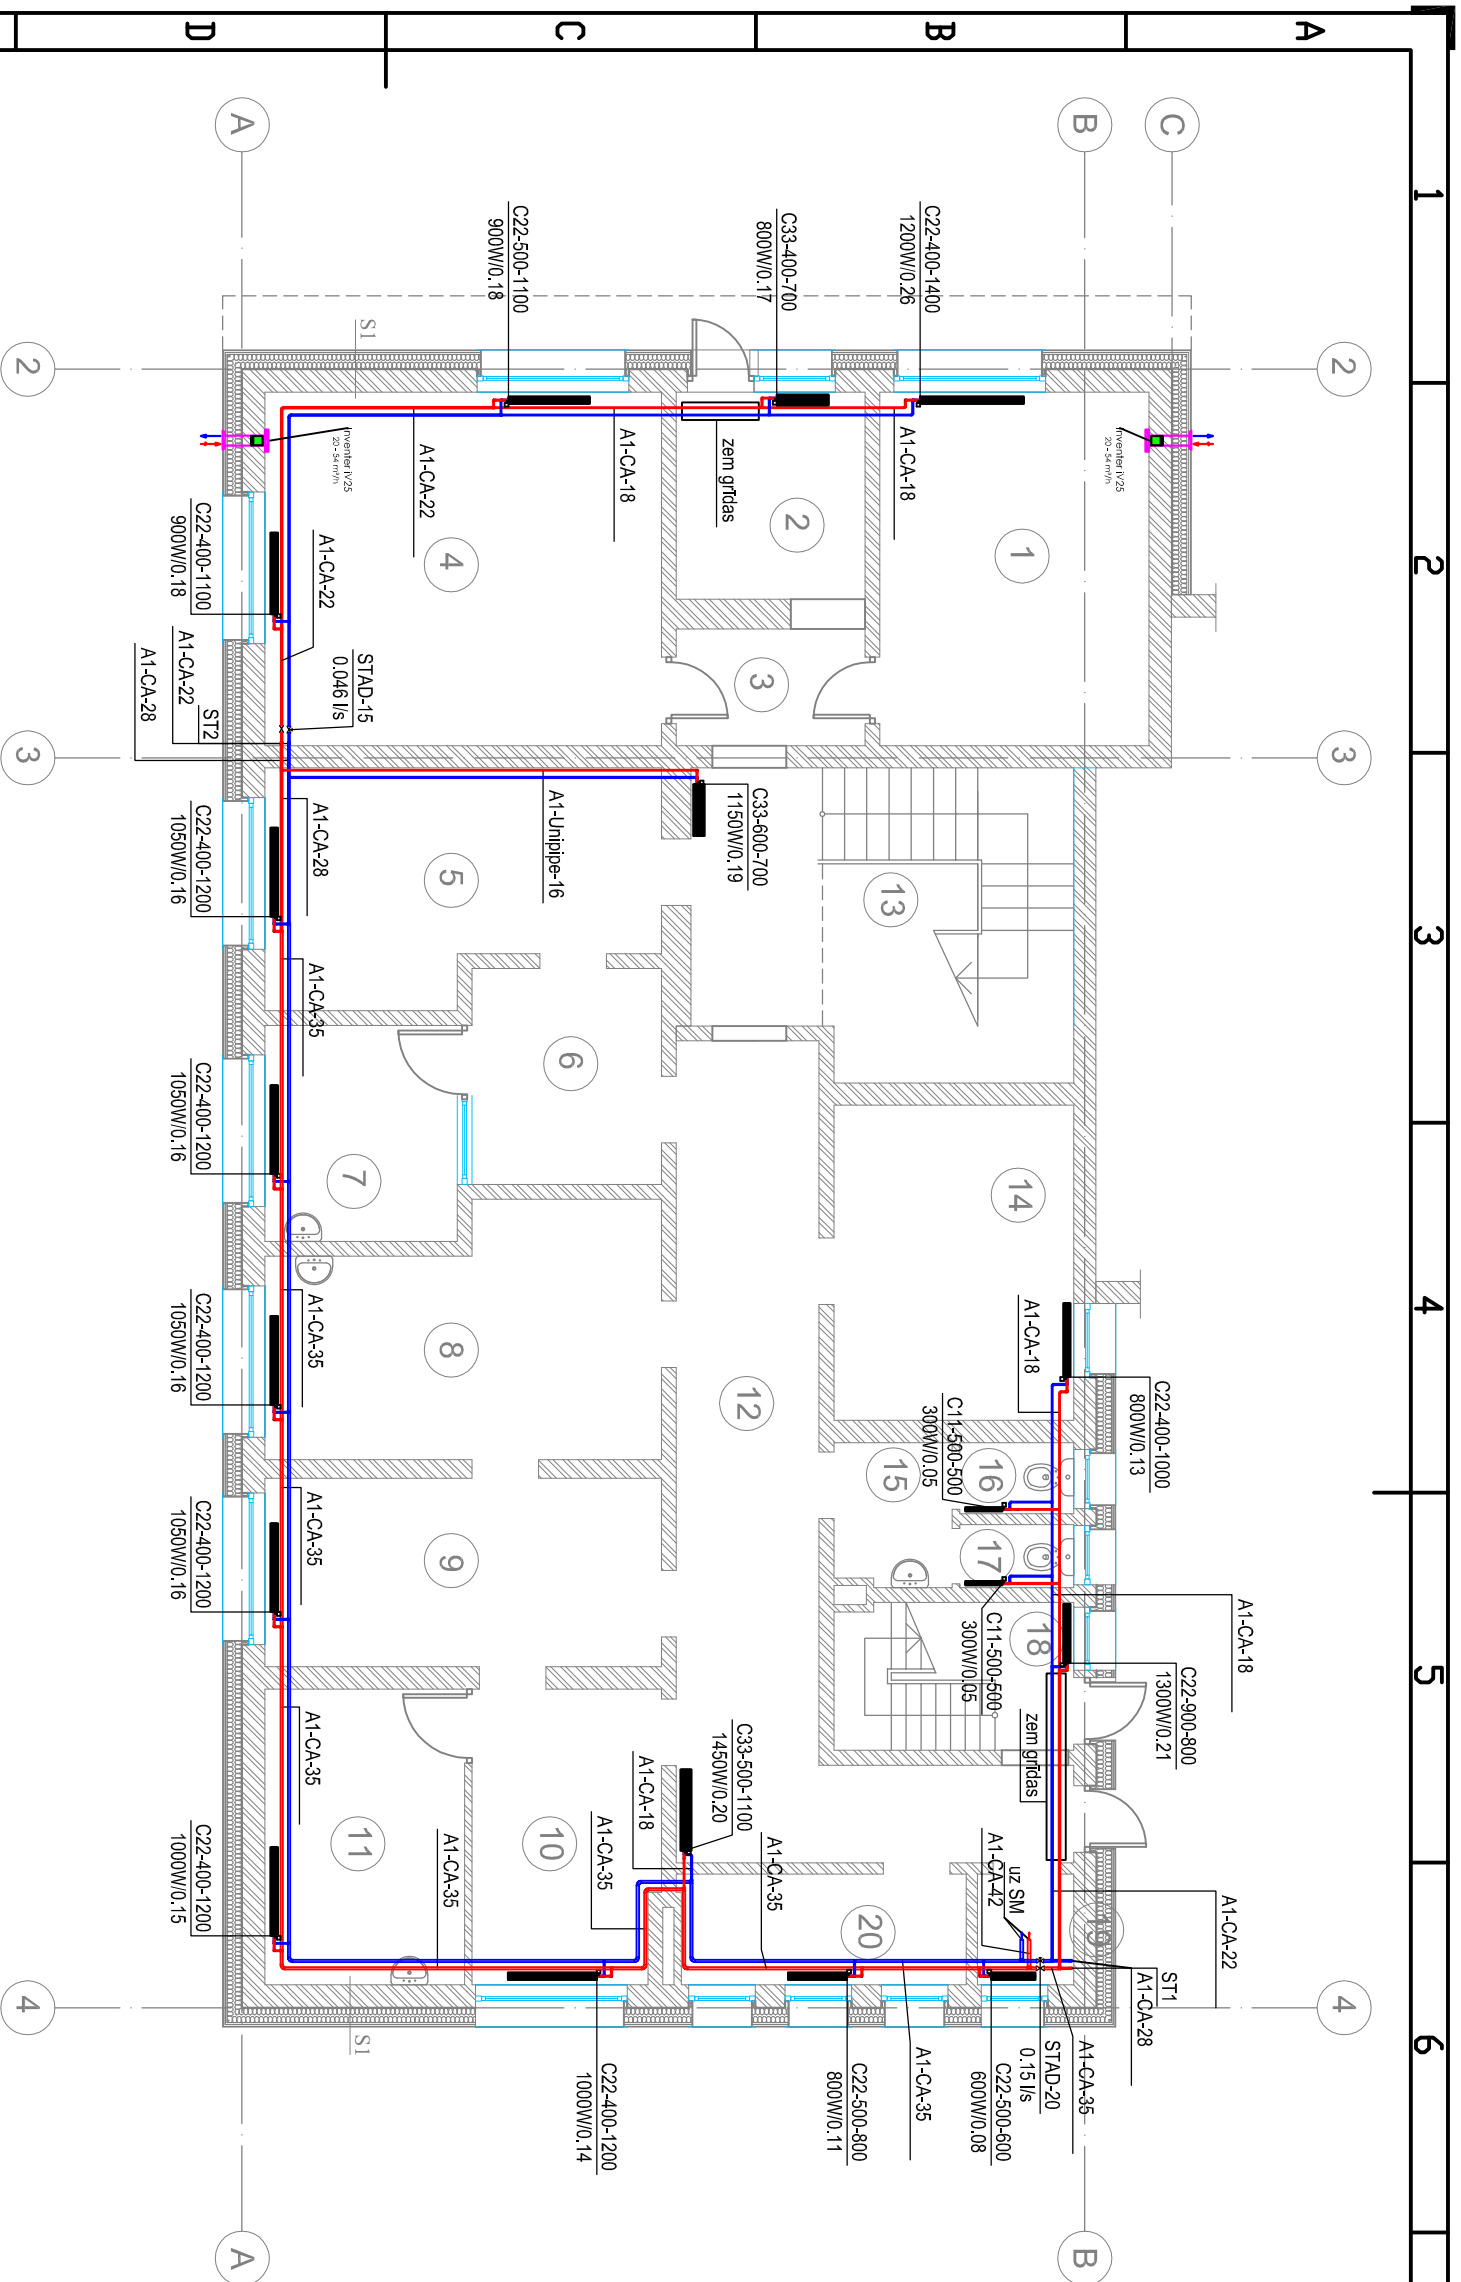 1
2
3
4
5
6
A
B
C
D
A
B
C
2
2
3
3
4
4
A
B
S1
S1
C22-500-1100
900W/0.18
C33-400-700
800W/0.17
C22-400-1400
1200W/0.26
A1-CA-22
A1-CA-18
zem grīdas
A1-CA-18
inventer iV25
20 - 54 m³/h
inventer iV25
20 - 54 m³/h
1
2
3
4
5
6
7
8
9
10
11
12
13
14
15
16
17
18
19
20
C22-400-1100
900W/0.18
A1-CA-22
STAD-15
0.046 l/s
ST2
A1-CA-22
A1-CA-28
C33-600-700
1150W/0.19
A1-Unipipe-16
A1-CA-28
C22-400-1200
1050W/0.16
A1-CA-35
C22-400-1200
1050W/0.16
A1-CA-35
C22-400-1200
1050W/0.16
A1-CA-35
C22-400-1200
1050W/0.16
A1-CA-35
C22-400-1200
1000W/0.15
A1-CA-35
A1-CA-18
C22-400-1000
800W/0.13
C11-500-500
300W/0.05
C11-500-500
300W/0.05
A1-CA-18
C22-900-800
1300W/0.21
zem grīdas
C33-500-1100
1450W/0.20
A1-CA-18
A1-CA-35
A1-CA-35
uz SM
A1-CA-42
A1-CA-22
ST1
A1-CA-28
A1-CA-35
STAD-20
0.15 l/s
C22-500-600
600W/0.08
A1-CA-35
C22-500-800
800W/0.11
C22-400-1200
1000W/0.14